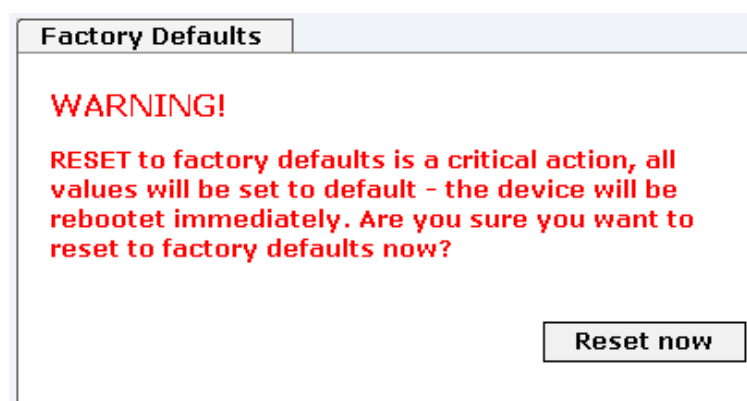 Factory Defaults
WARNING!
RESET to factory defaults is a critical action, all
values will be set to default - the device will be
rebootet immediately. Are you sure you want to
reset to factory defaults now?
Reset now